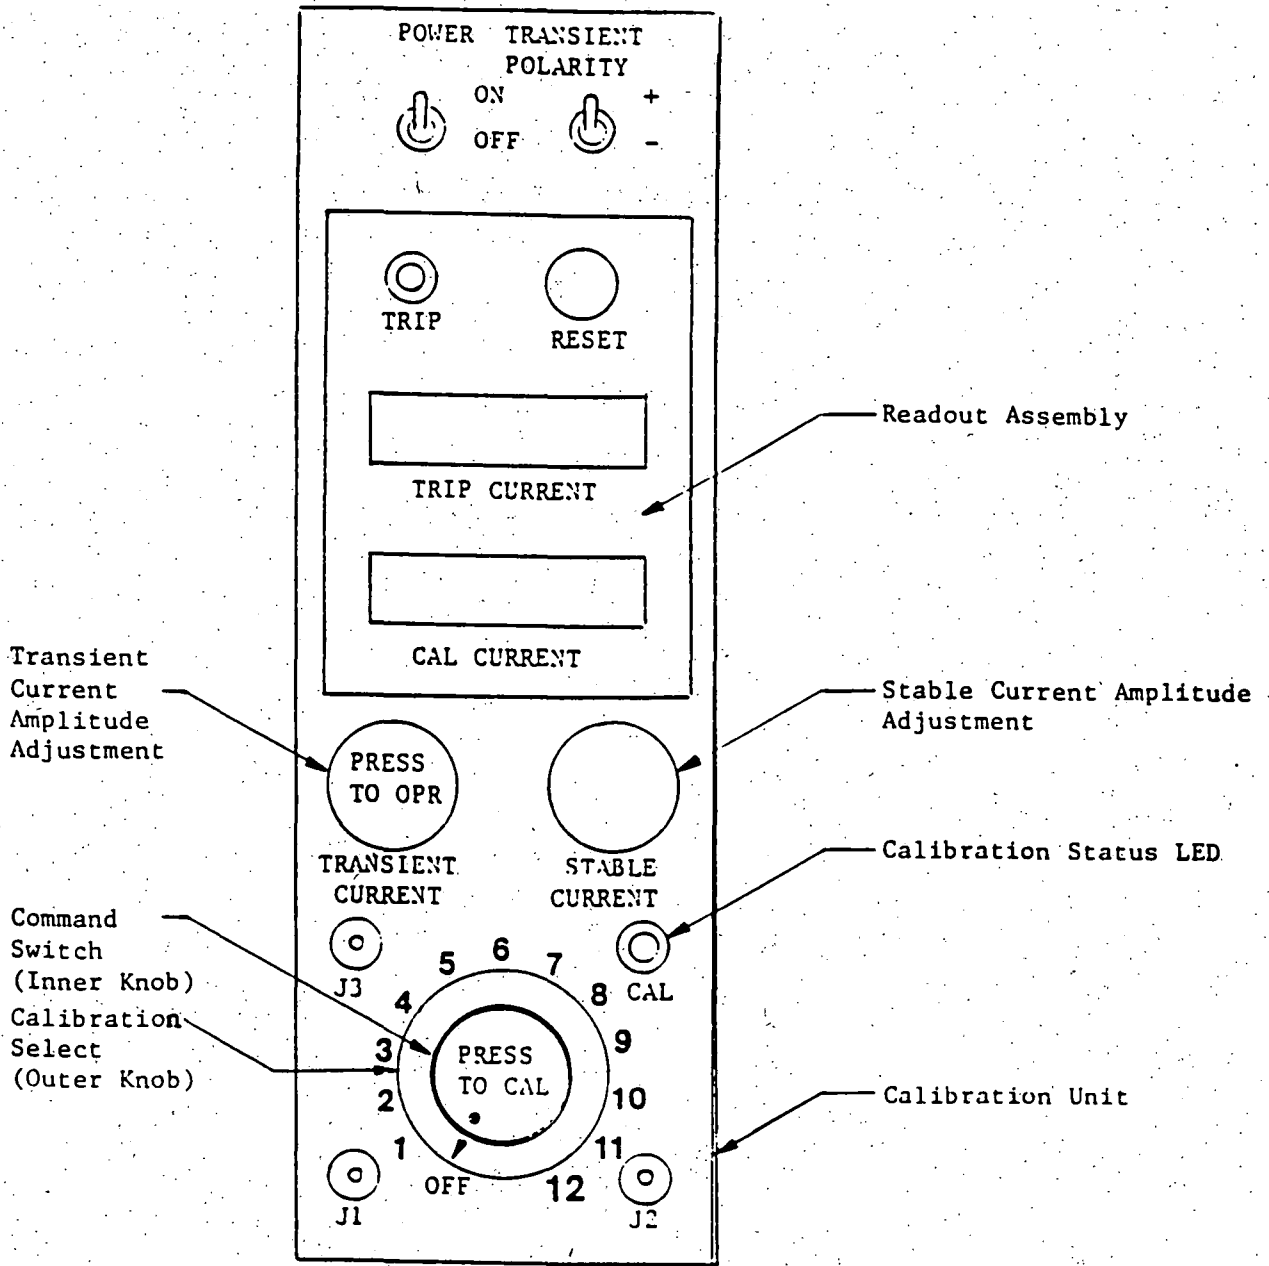 POWER TRANSIENT
POLARITY
ON +
OFF -
TRIP
RESET
TRIP CURRENT
Readout Assembly
CAL CURRENT
Transient
Current
Amplitude
Adjustment
Stable Current Amplitude
Adjustment
PRESS
TO OPR
TRANSIENT
CURRENT
STABLE
CURRENT
Calibration Status LED
Command
Switch
(Inner Knob)
Calibration
Select
(Outer Knob)
J3
CAL
OFF
1
2
3
4
5
6
7
8
9
10
11
12
PRESS
TO CAL
Calibration Unit
J1
J2